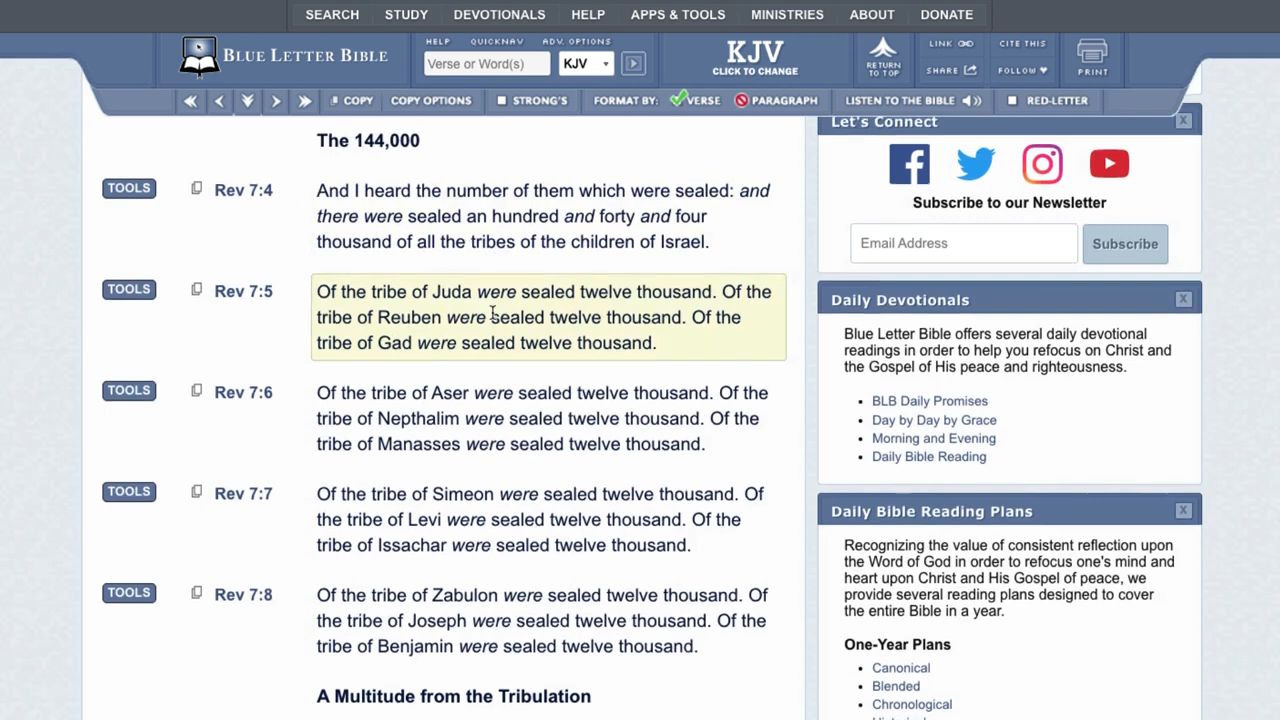 SEARCH STUDY DEVOTIONALS HELP APPS & TOOLS MINISTRIES ABOUT DONATE
BLUE LETTER BIBLE
HELP QUICKNAV ADV. OPTIONS
Verse or Word(s) KJV
KJV
CLICK TO CHANGE
RETURN
TO TOP
LINK CITE THIS
SHARE FOLLOW
PRINT
COPY COPY OPTIONS STRONG'S FORMAT BY: VERSE PARAGRAPH LISTEN TO THE BIBLE RED-LETTER
The 144,000
TOOLS Rev 7:4 And I heard the number of them which were sealed: and
there were sealed an hundred and forty and four
thousand of all the tribes of the children of Israel.
TOOLS Rev 7:5 Of the tribe of Juda were sealed twelve thousand. Of the
tribe of Reuben were sealed twelve thousand. Of the
tribe of Gad were sealed twelve thousand.
TOOLS Rev 7:6 Of the tribe of Aser were sealed twelve thousand. Of the
tribe of Nepthalim were sealed twelve thousand. Of the
tribe of Manasses were sealed twelve thousand.
TOOLS Rev 7:7 Of the tribe of Simeon were sealed twelve thousand. Of
the tribe of Levi were sealed twelve thousand. Of the
tribe of Issachar were sealed twelve thousand.
TOOLS Rev 7:8 Of the tribe of Zabulon were sealed twelve thousand. Of
the tribe of Joseph were sealed twelve thousand. Of the
tribe of Benjamin were sealed twelve thousand.
A Multitude from the Tribulation
Let's Connect X
Subscribe to our Newsletter
Email Address Subscribe
Daily Devotionals X
Blue Letter Bible offers several daily devotional
readings in order to help you refocus on Christ and
the Gospel of His peace and righteousness.
BLB Daily Promises
Day by Day by Grace
Morning and Evening
Daily Bible Reading
Daily Bible Reading Plans X
Recognizing the value of consistent reflection upon
the Word of God in order to refocus one's mind and
heart upon Christ and His Gospel of peace, we
provide several reading plans designed to cover
the entire Bible in a year.
One-Year Plans
Canonical
Blended
Chronological